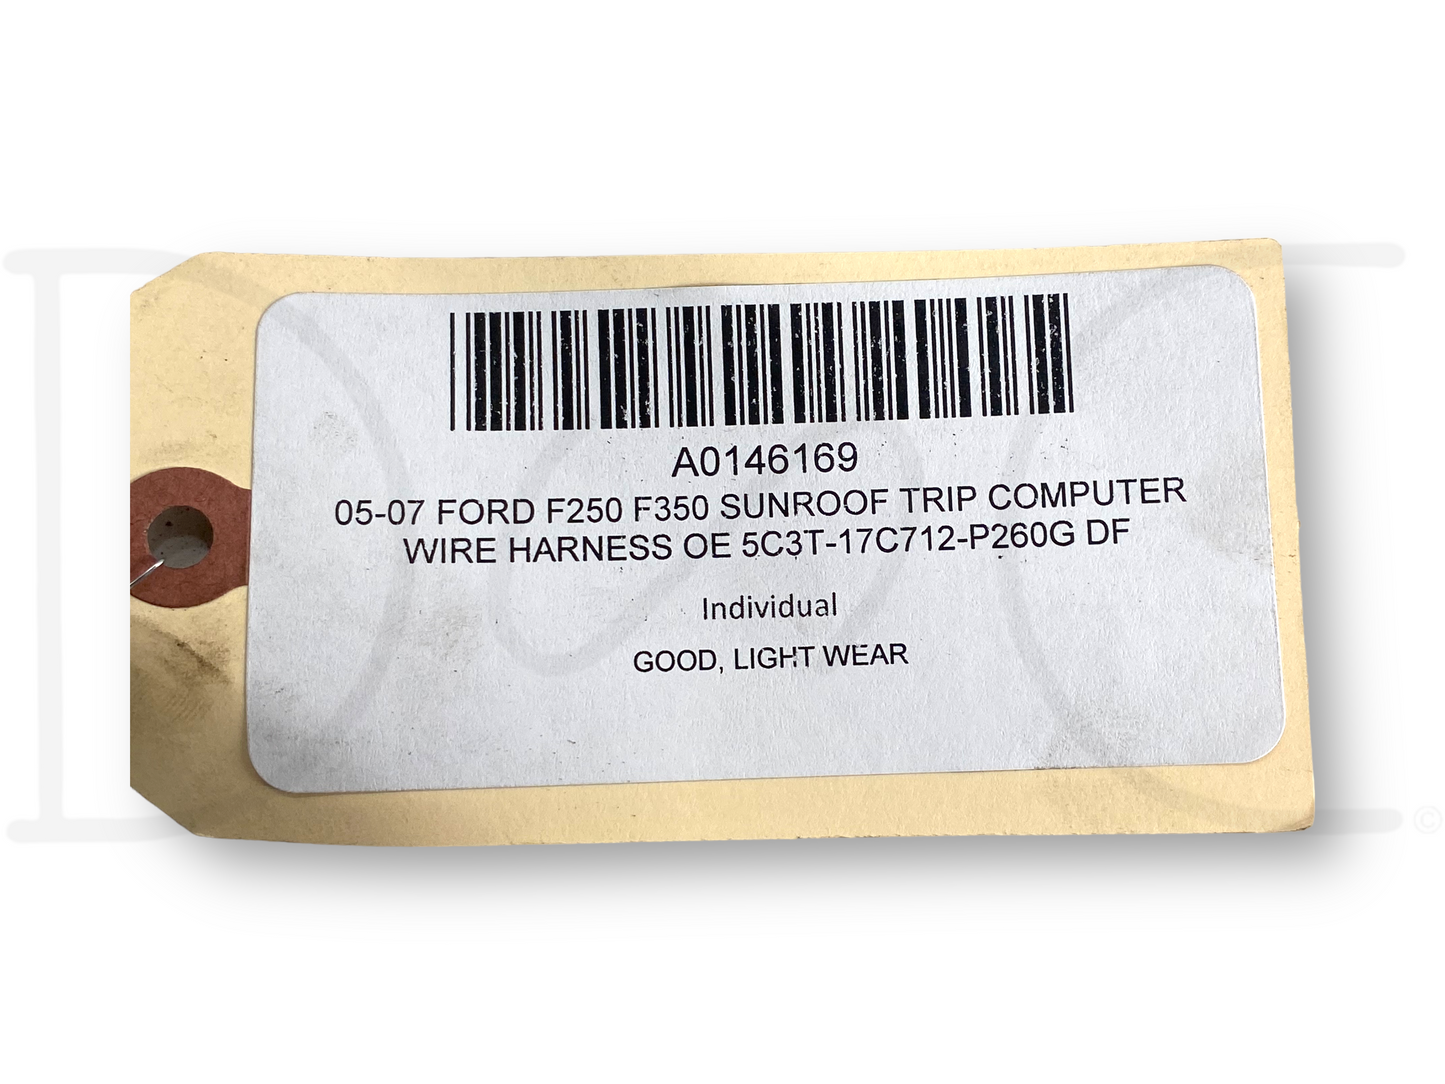 A0146169
05-07 FORD F250 F350 SUNROOF TRIP COMPUTER
WIRE HARNESS OE 5C3T-17C712-P260G DF
Individual
GOOD, LIGHT WEAR
©